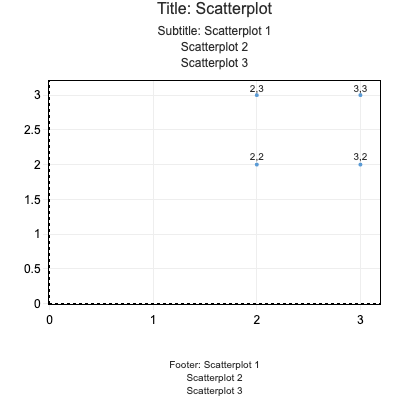 Title: Scatterplot
Subtitle: Scatterplot 1
Scatterplot 2
Scatterplot 3
3
2.5
2
1.5
1
0.5
0
2,3
3,3
2,2
3,2
0
1
2
3
Footer: Scatterplot 1
Scatterplot 2
Scatterplot 3